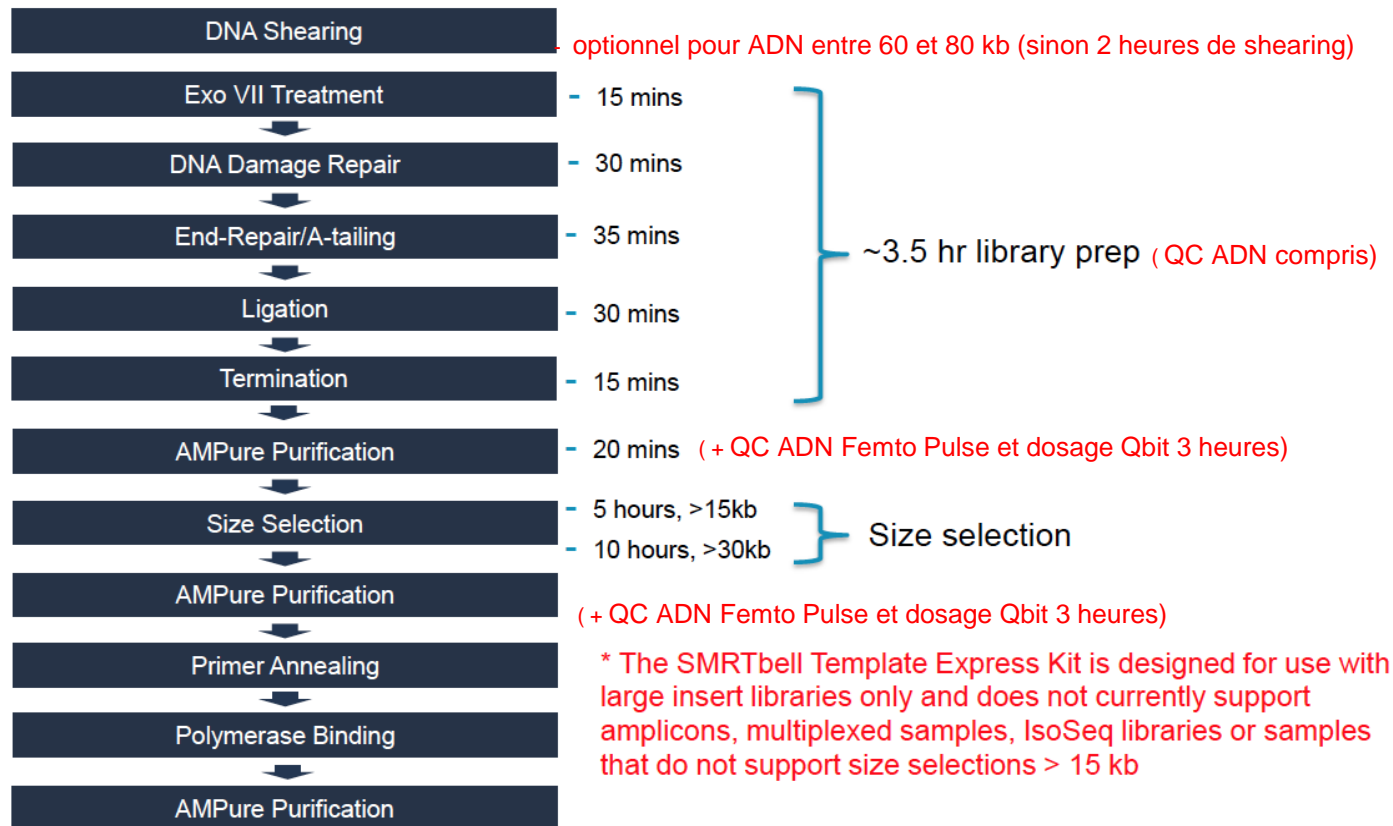 DNA Shearing
- optionnel pour ADN entre 60 et 80 kb (sinon 2 heures de shearing)
Exo VII Treatment
- 15 mins
DNA Damage Repair
- 30 mins
End-Repair/A-tailing
- 35 mins
~3.5 hr library prep ( QC ADN compris)
Ligation
- 30 mins
Termination
- 15 mins
AMPure Purification
- 20 mins ( + QC ADN Femto Pulse et dosage Qbit 3 heures)
Size Selection
- 5 hours, >15kb
- 10 hours, >30kb
Size selection
AMPure Purification
( + QC ADN Femto Pulse et dosage Qbit 3 heures)
Primer Annealing
Polymerase Binding
AMPure Purification
* The SMRTbell Template Express Kit is designed for use with
large insert libraries only and does not currently support
amplicons, multiplexed samples, IsoSeq libraries or samples
that do not support size selections > 15 kb